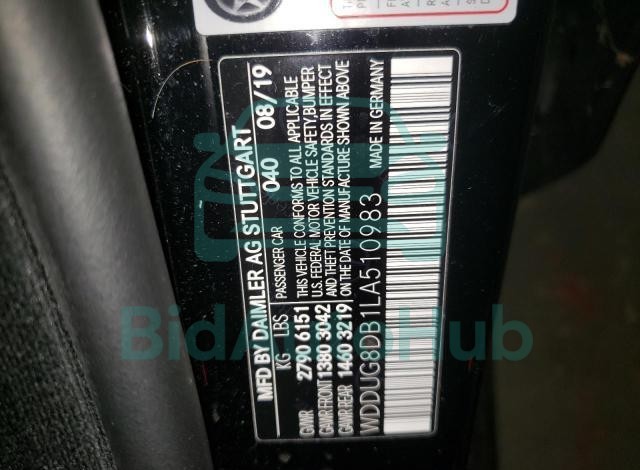 MFD BY DAIMLER AG STUTTGART
KG LBS PASSENGER CAR 040 08/19
GVWR 2790 6151 THIS VEHICLE CONFORMS TO ALL APPLICABLE
GAWR FRONT 1380 3042 U.S. FEDERAL MOTOR VEHICLE SAFETY, BUMPER
GAWR REAR 1460 3219 AND THEFT PREVENTION STANDARDS IN EFFECT
ON THE DATE OF MANUFACTURE SHOWN ABOVE
WDDUG8DB1LA510983 MADE IN GERMANY
BidAutoHub